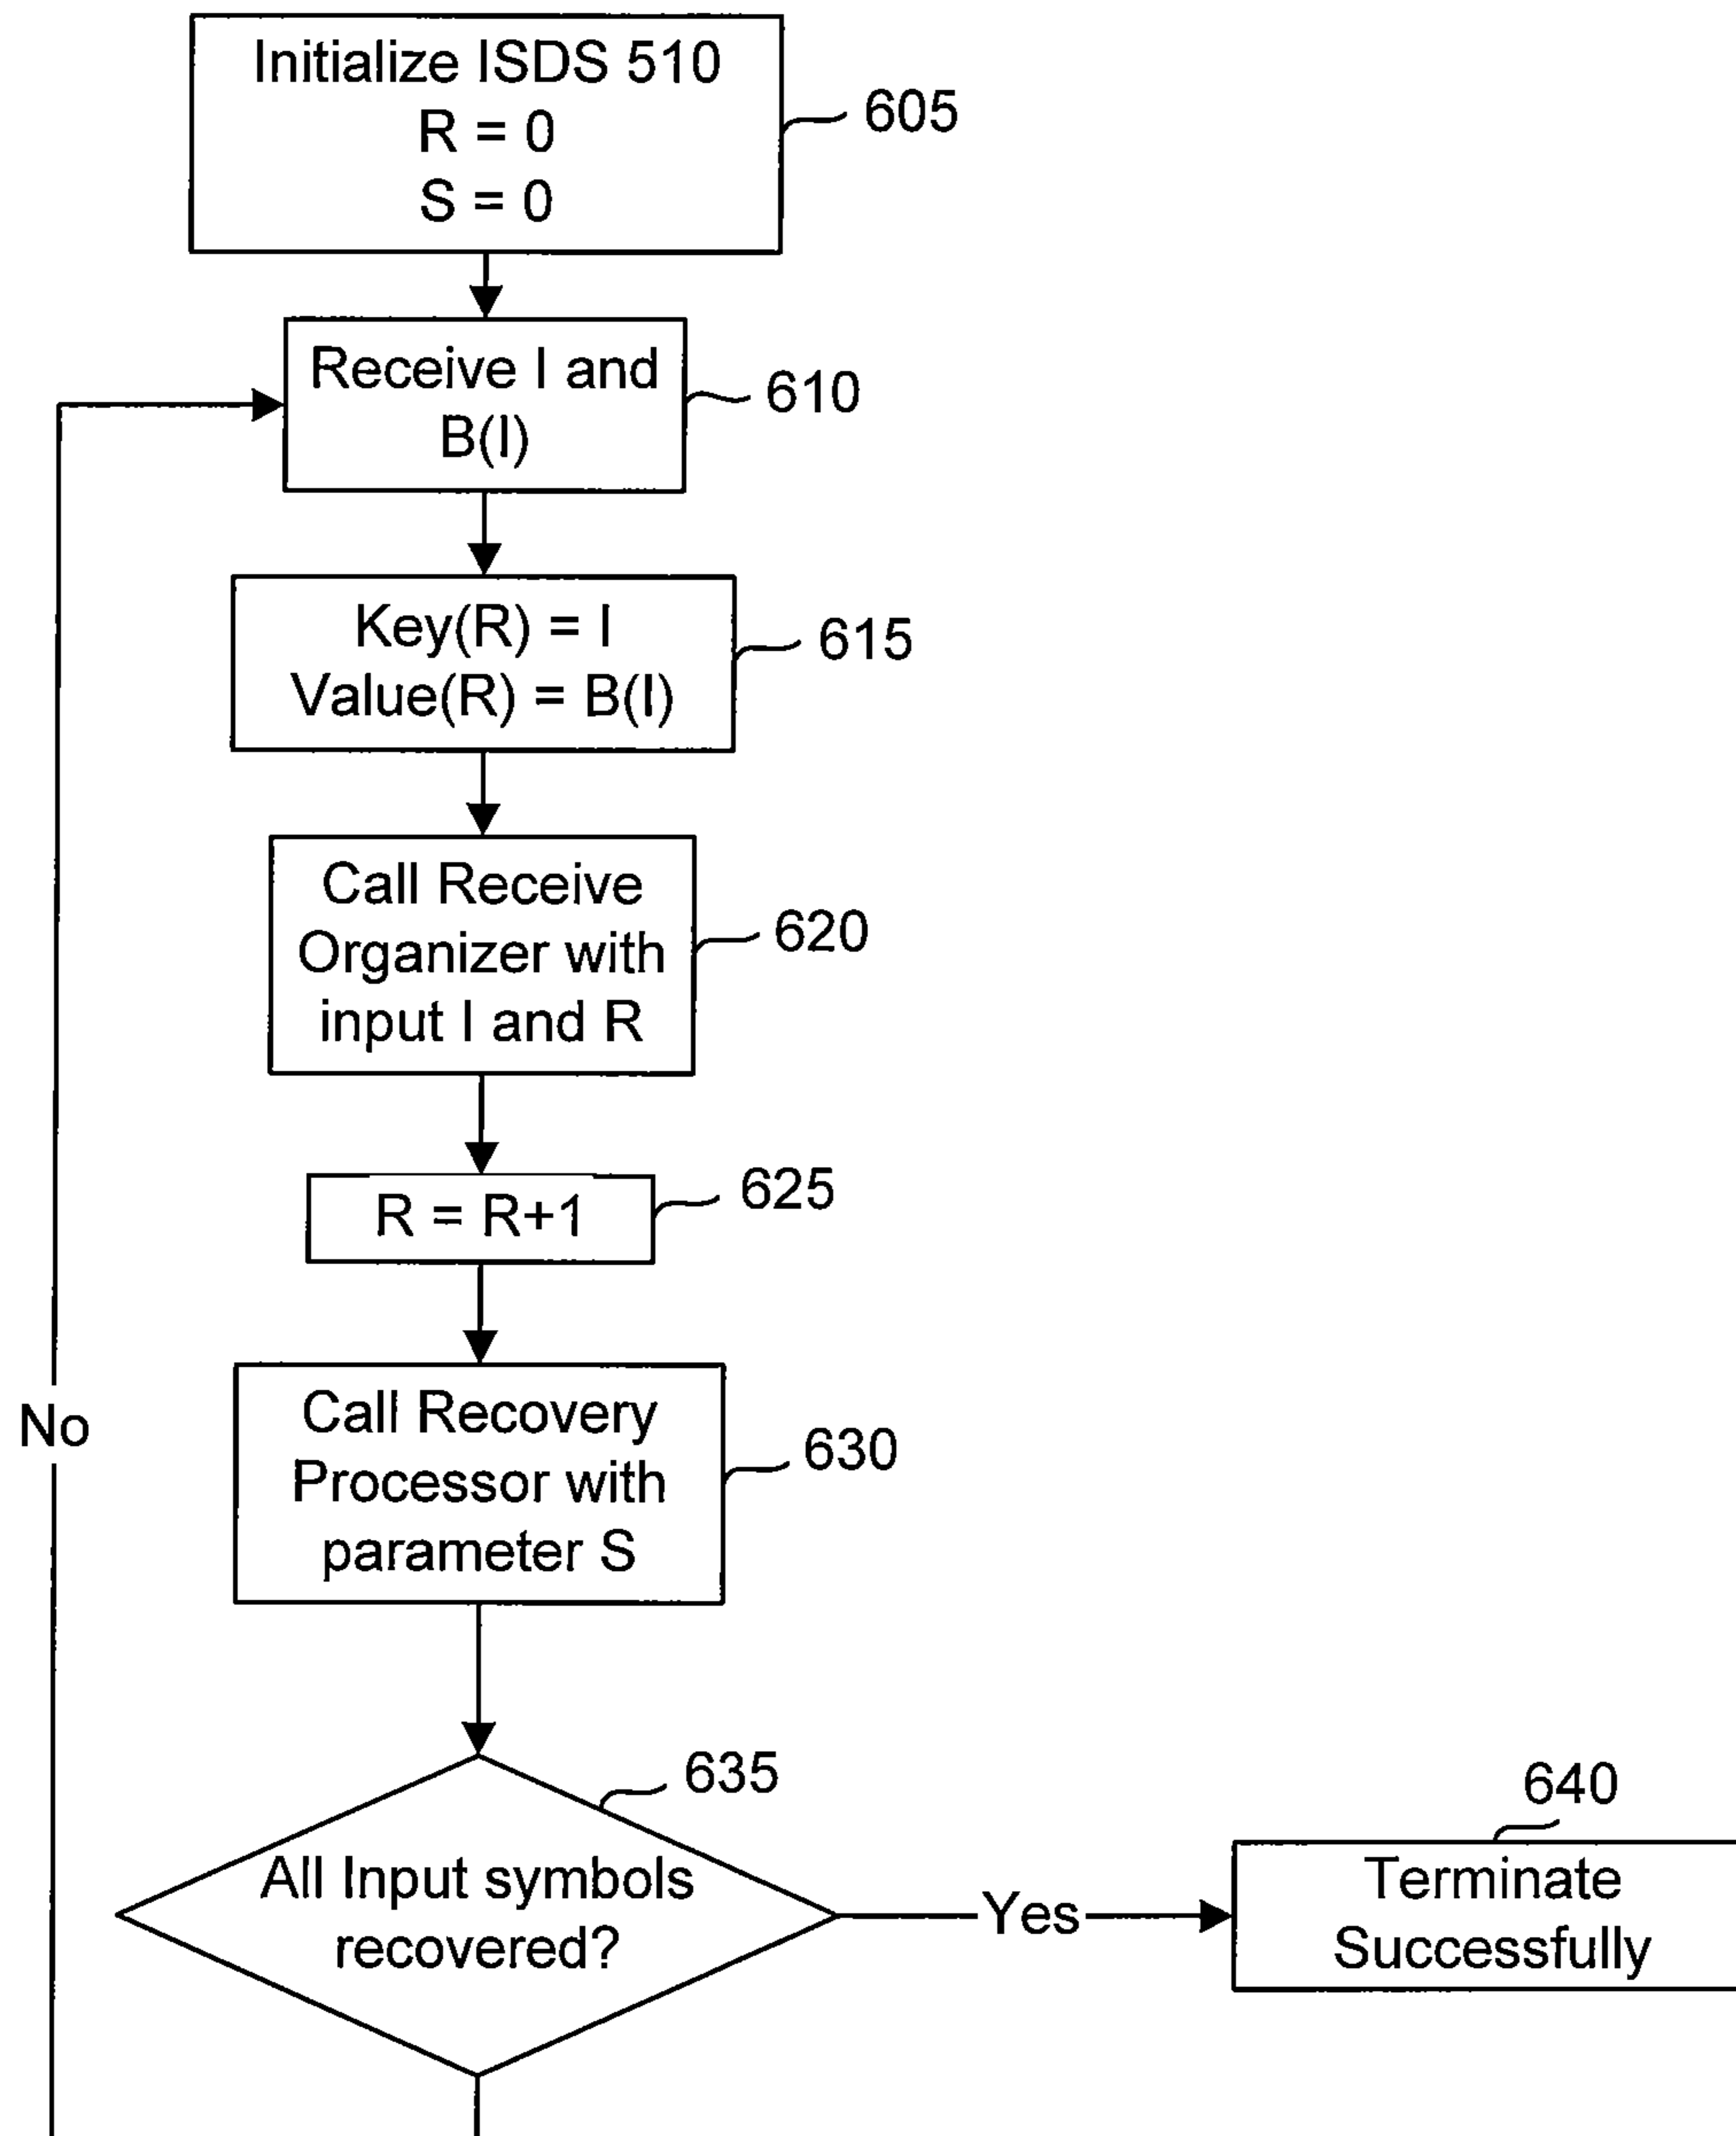 Initialize ISDS 510
R = 0
S = 0
605
Receive I and
B(I)
610
Key(R) = I
Value(R) = B(I)
615
Call Receive
Organizer with
input I and R
620
R = R+1
625
Call Recovery
Processor with
parameter S
630
No
635
All Input symbols
recovered?
Yes
640
Terminate
Successfully